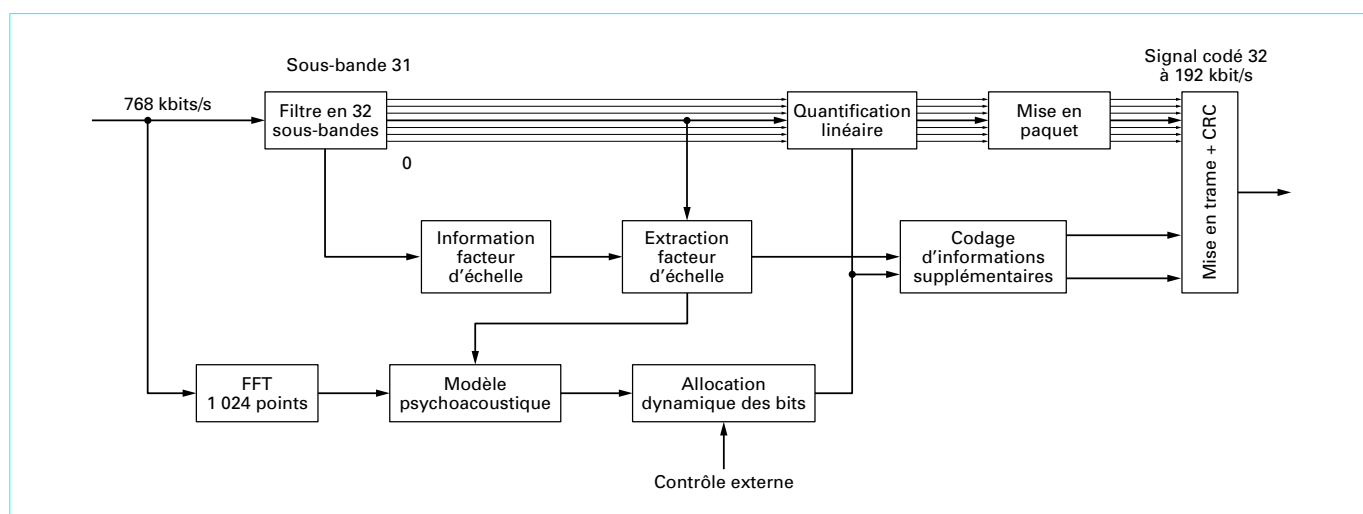 Sous-bande 31
Signal codé 32
à 192 kbit/s
768 kbits/s
Filtre en 32
sous-bandes
0
Quantification
linéaire
Mise en
paquet
Mise en trame + CRC
Information
facteur
d'échelle
Extraction
facteur
d'échelle
Codage
d'informations
supplémentaires
FFT
1 024 points
Modèle
psychoacoustique
Allocation
dynamique des bits
Contrôle externe